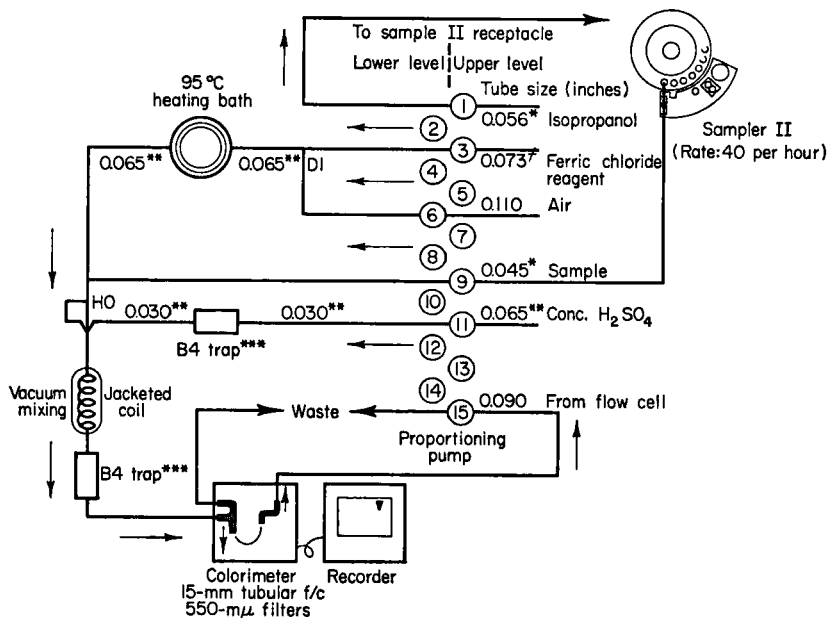 To sample II receptacle
Lower level
Upper level
95 °C
heating bath
Tube size (inches)
1
0.056* Isopropanol
2
Sampler II
(Rate: 40 per hour)
0.065**
0.065** D1
3
0.073† Ferric chloride
reagent
4
5
6
0.110 Air
7
8
9
0.045* Sample
HO
0.030**
0.030**
10
11
0.065** Conc. H₂SO₄
B4 trap***
12
13
Vacuum
mixing
Jacketed
coil
14
Waste
15
0.090 From flow cell
Proportioning
pump
B4 trap***
Colorimeter
15-mm tubular f/c
550-mμ filters
Recorder